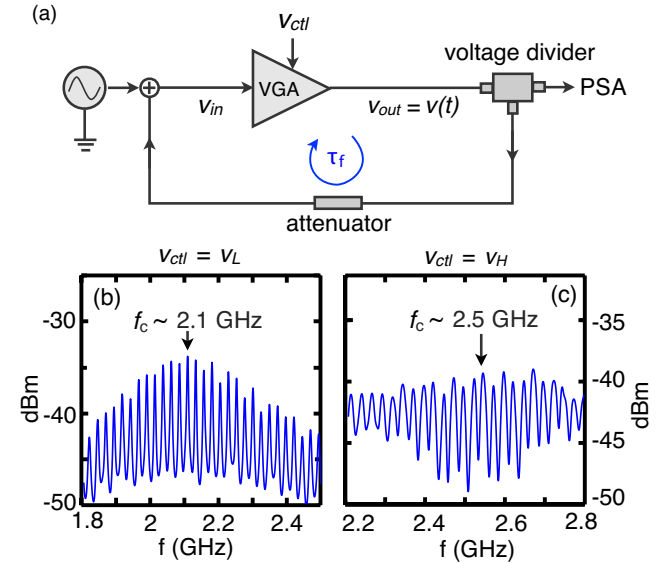 (a)
v_ctl
voltage divider
VGA
PSA
v_in
v_out = v(t)
τ_f
attenuator
v_ctl = v_L
v_ctl = v_H
(b)
(c)
f_c ~ 2.1 GHz
f_c ~ 2.5 GHz
-30
-40
-50
dBm
-35
-40
-45
-50
dBm
1.8 2 2.2 2.4
2.2 2.4 2.6 2.8
f (GHz)
f (GHz)